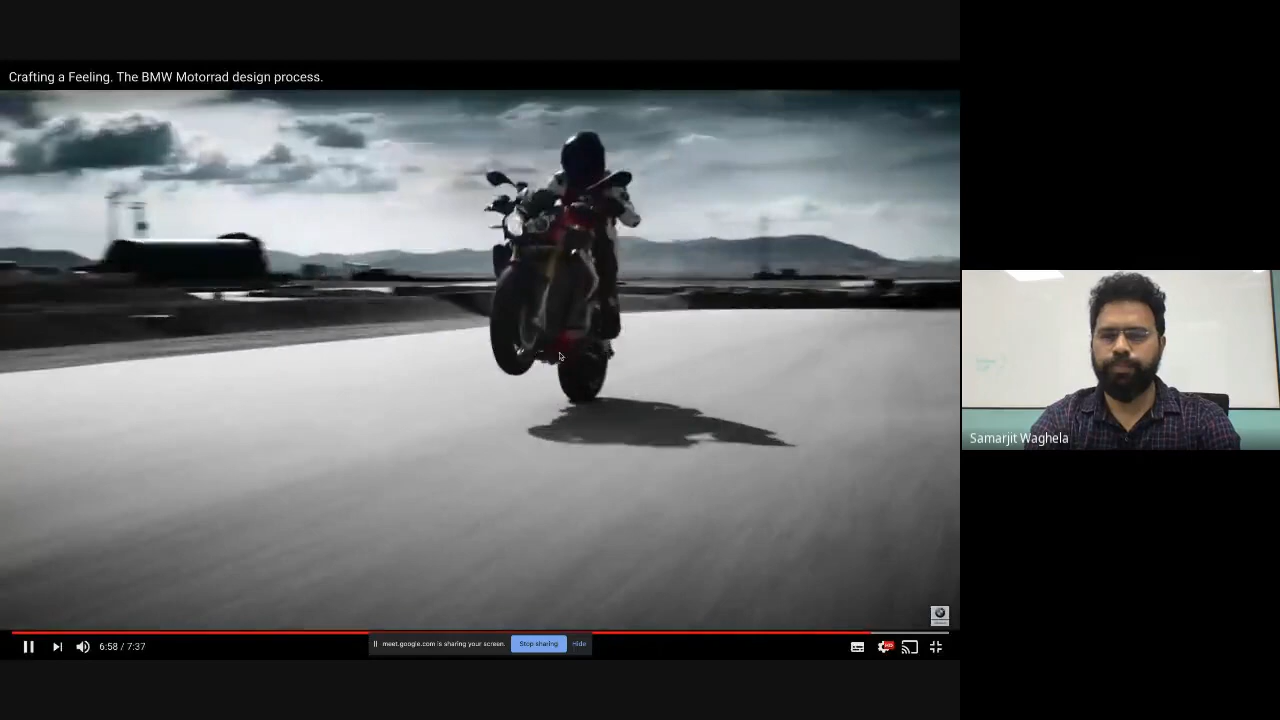 Crafting a Feeling. The BMW Motorrad design process.
Samarjit Waghela
6:58 / 7:37
meet.google.com is sharing your screen.
Stop sharing
Hide
HD